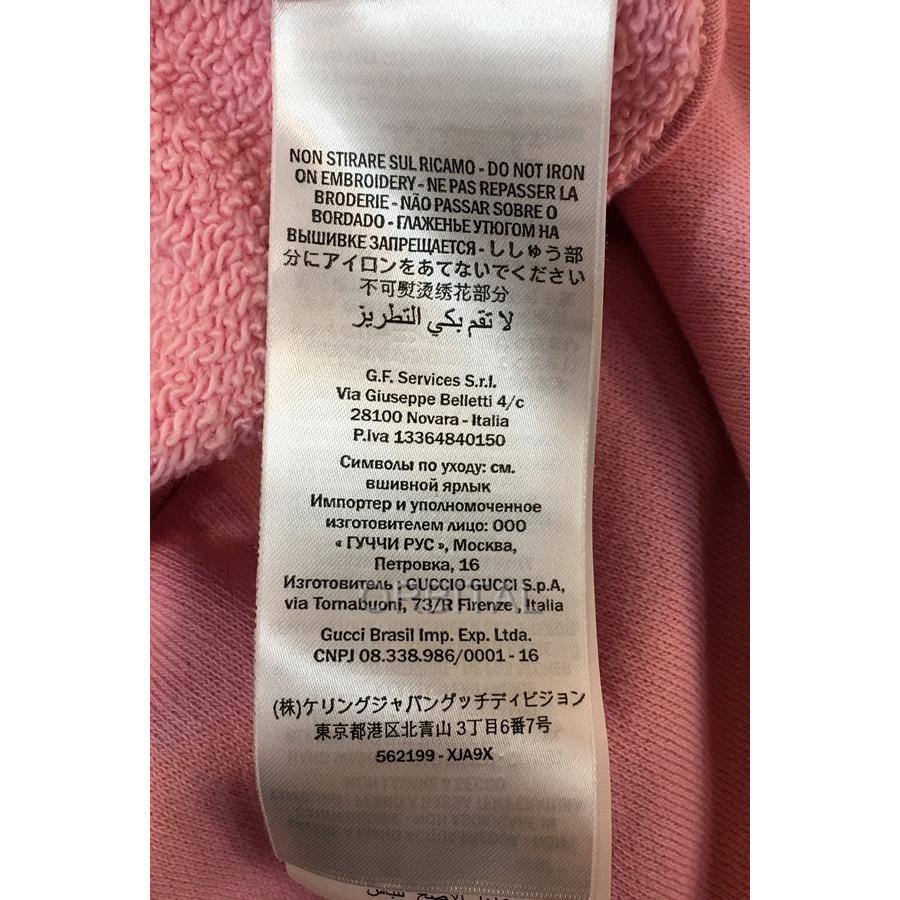 NON STIRARE SUL RICAMO - DO NOT IRON
ON EMBROIDERY - NE PAS REPASSER LA
BRODERIE - NÃO PASSAR SOBRE O
BORDADO - ГЛАЖЕНЬЕ УТЮГОМ НА
ВЫШИВКЕ ЗАПРЕЩАЕТСЯ - ししゅう部
分にアイロンをあてないでください
不可熨烫绣花部分
لا تقم بكي التطريز
G.F. Services S.r.l.
Via Giuseppe Belletti 4/c
28100 Novara - Italia
P.Iva 13364840150
Символы по уходу: см.
вшивной ярлык
Импортер и уполномоченное
изготовителем лицо: ООО
« ГУЧЧИ РУС », Москва,
Петровка, 16
Изготовитель : GUCCIO GUCCI S.p.A,
via Tornabuoni, 73/R Firenze , Italia
ORBITAL
Gucci Brasil Imp. Exp. Ltda.
CNPJ 08.338.986/0001 - 16
(株)ケリングジャパングッチディビジョン
東京都港区北青山 3丁目6番7号
562199 - XJA9X